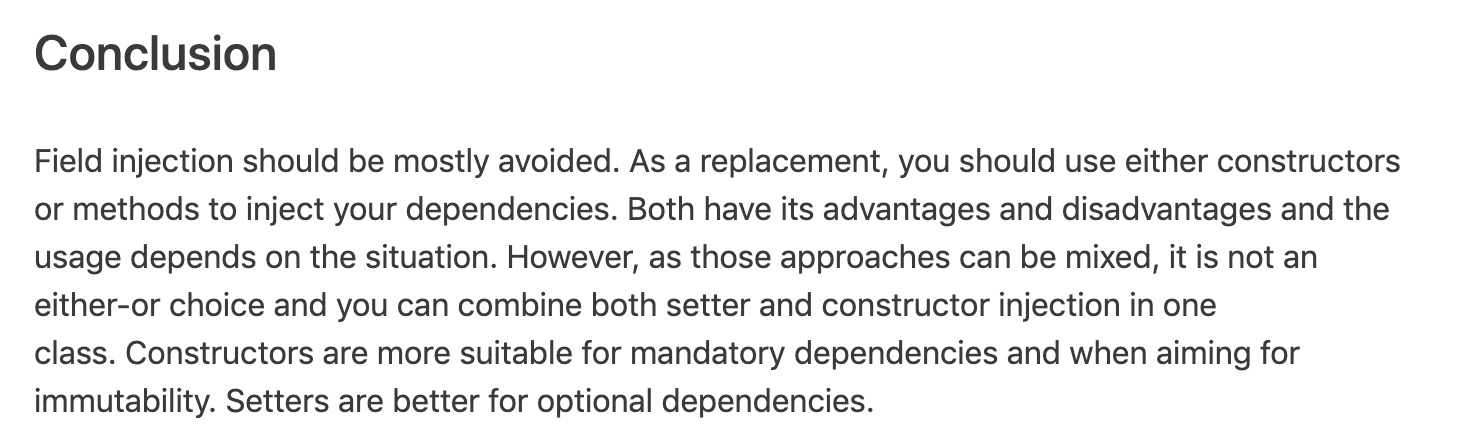 Conclusion
Field injection should be mostly avoided. As a replacement, you should use either constructors
or methods to inject your dependencies. Both have its advantages and disadvantages and the
usage depends on the situation. However, as those approaches can be mixed, it is not an
either-or choice and you can combine both setter and constructor injection in one
class. Constructors are more suitable for mandatory dependencies and when aiming for
immutability. Setters are better for optional dependencies.